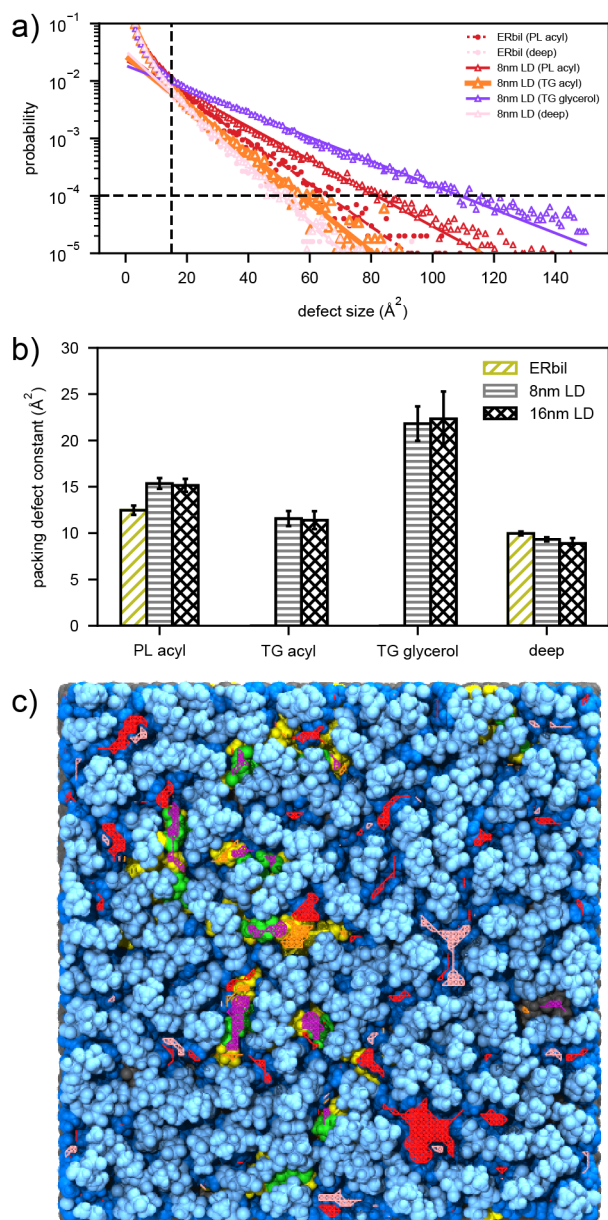 a)
10⁻¹
10⁻²
10⁻³
10⁻⁴
10⁻⁵
probability
0 20 40 60 80 100 120 140
defect size (Å²)
ERbil (PL acyl)
ERbil (deep)
8nm LD (PL acyl)
8nm LD (TG acyl)
8nm LD (TG glycerol)
8nm LD (deep)
b)
30
25
20
15
10
5
0
packing defect constant (Å²)
ERbil
8nm LD
16nm LD
PL acyl TG acyl TG glycerol deep
c)